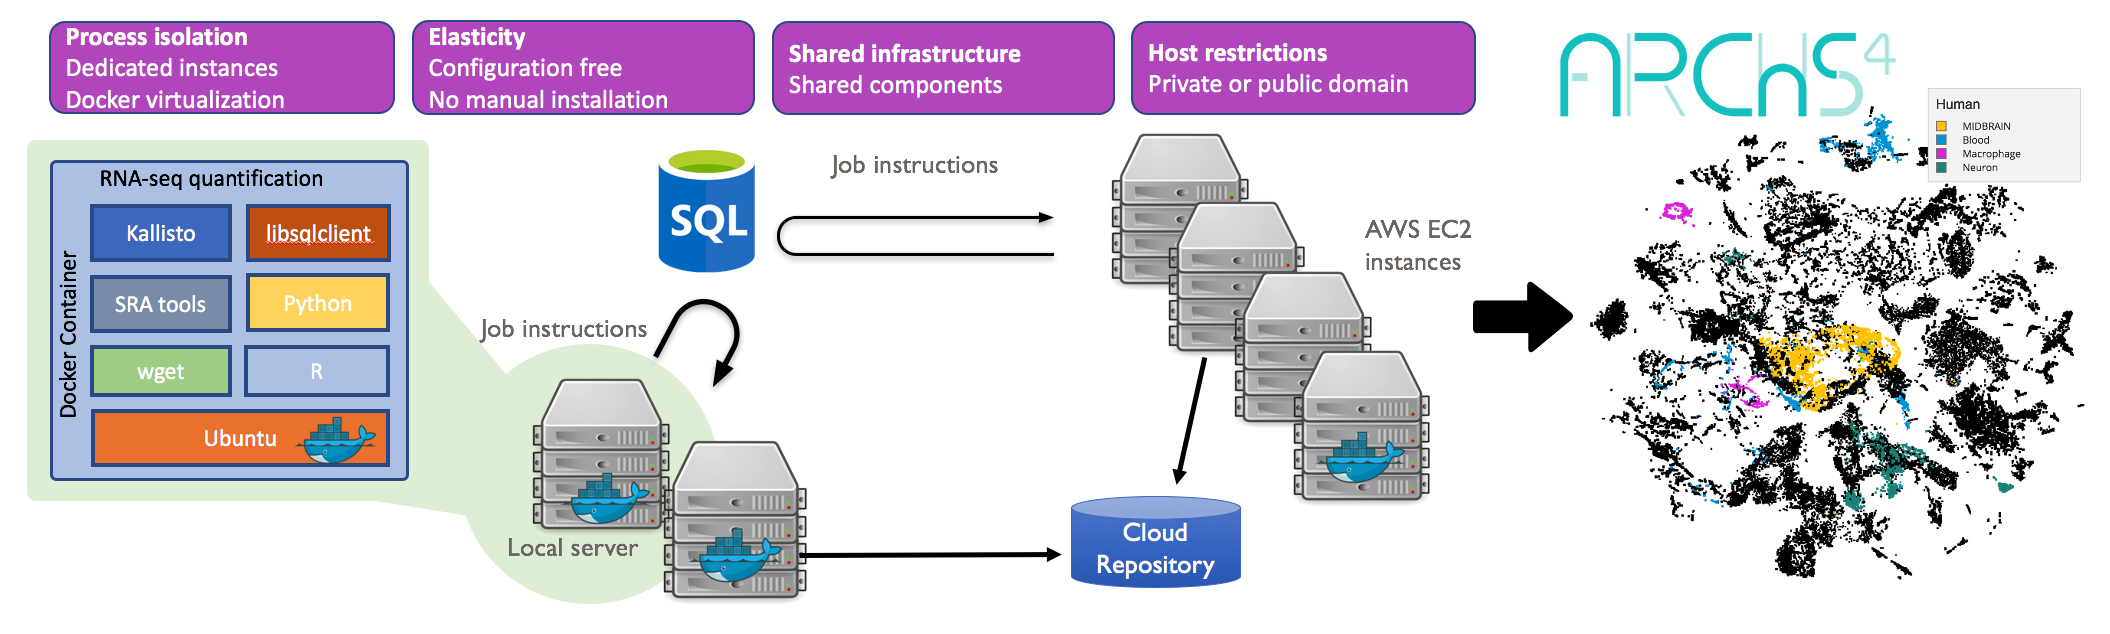 Process isolation
Dedicated instances
Docker virtualization
Elasticity
Configuration free
No manual installation
Shared infrastructure
Shared components
Host restrictions
Private or public domain
ARCHS4
Human
MIDBRAIN
Blood
Macrophage
Neuron
RNA-seq quantification
Docker Container
Kallisto
libsqlclient
SRA tools
Python
wget
R
Ubuntu
SQL
Job instructions
Job instructions
AWS EC2
instances
Local server
Cloud
Repository